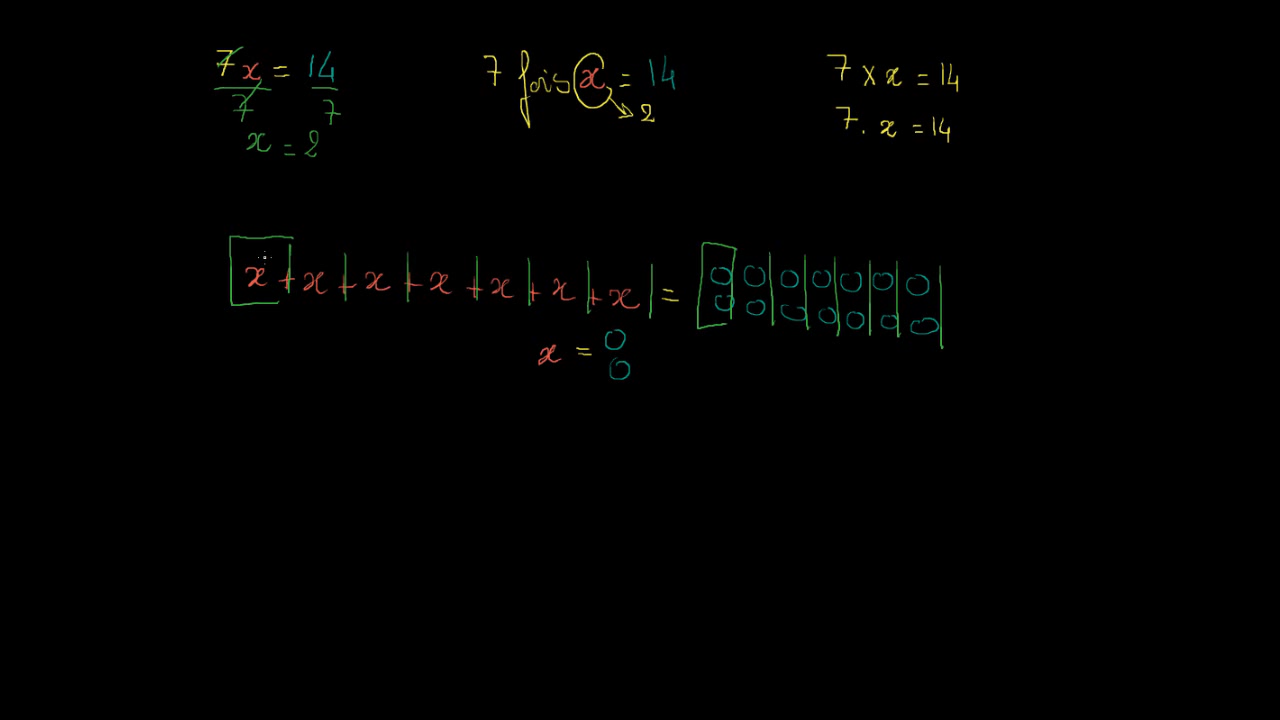 7x = 14
7 7
x = 2
7 fois x = 14
2
7 x x = 14
7 . x = 14
x + x + x + x + x + x + x =
x =